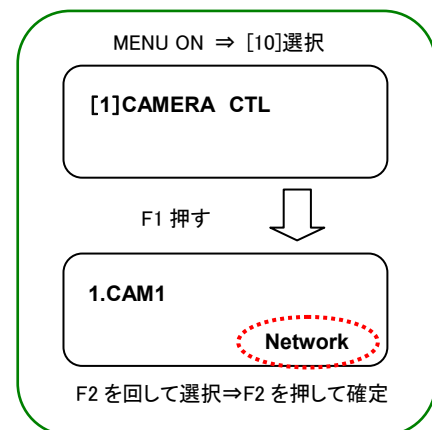 MENU ON ⇒ [10]選択
[1]CAMERA CTL
F1 押す
1.CAM1
Network
F2 を回して選択⇒F2 を押して確定